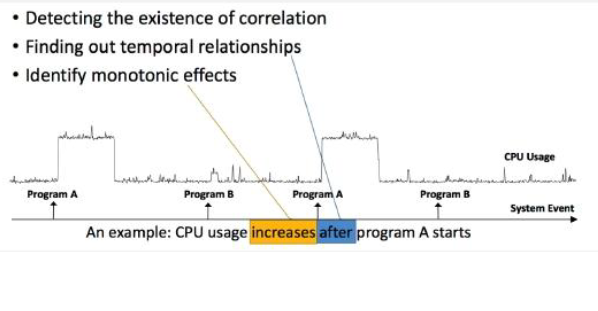 • Detecting the existence of correlation
• Finding out temporal relationships
• Identify monotonic effects
CPU Usage
Program A
Program B
Program A
Program B
System Event
An example: CPU usage increases after program A starts